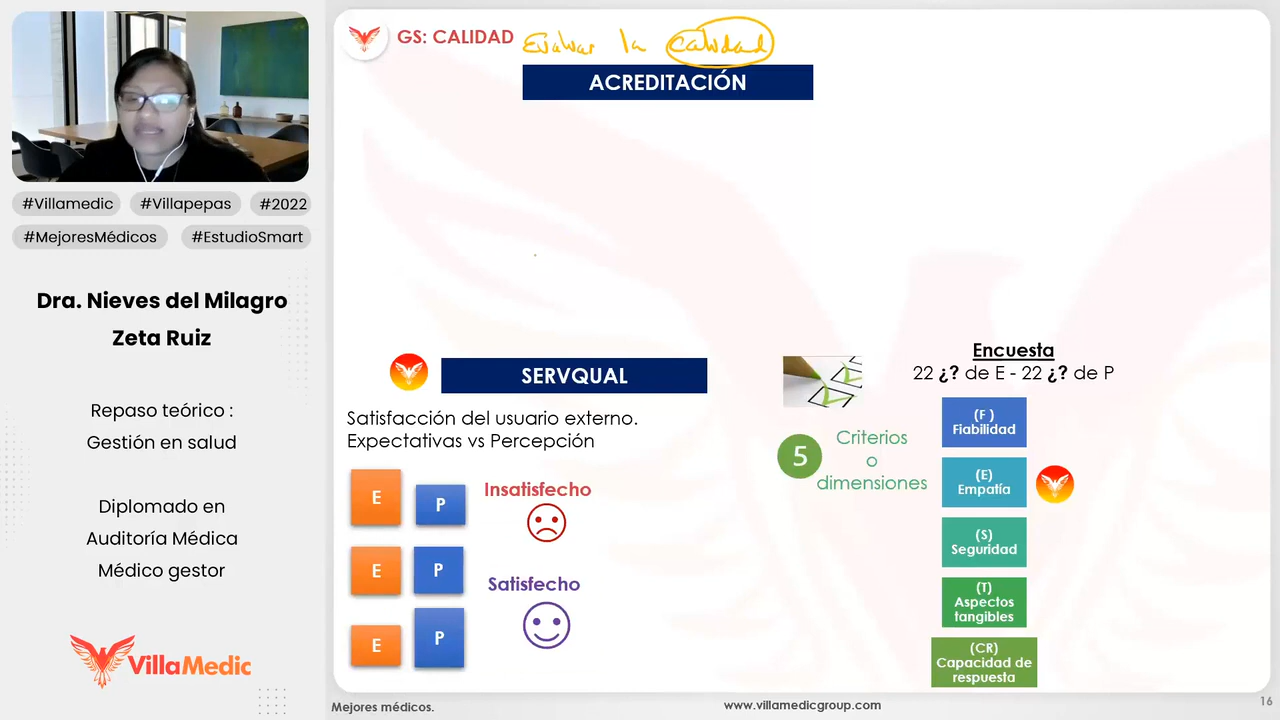 #Villamedic
#Villapepas
#2022
#MejoresMédicos
#EstudioSmart
Dra. Nieves del Milagro
Zeta Ruiz
Repaso teórico :
Gestión en salud
Diplomado en
Auditoría Médica
Médico gestor
VillaMedic
GS: CALIDAD
Evaluar la calidad
ACREDITACIÓN
SERVQUAL
Satisfacción del usuario externo.
Expectativas vs Percepción
E
P
Insatisfecho
E
P
Satisfecho
E
P
5
Criterios
o
dimensiones
Encuesta
22 ¿? de E - 22 ¿? de P
(F )
Fiabilidad
(E)
Empatía
(S)
Seguridad
(T)
Aspectos
tangibles
(CR)
Capacidad de
respuesta
Mejores médicos.
www.villamedicgroup.com
16